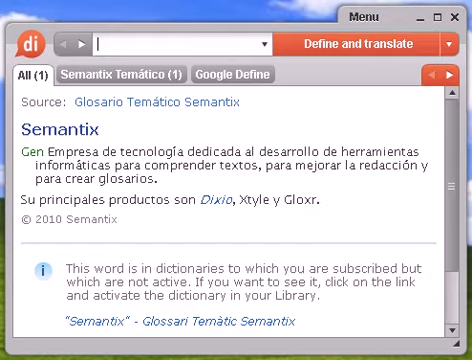 Menu
di
Define and translate
All (1)
Semantix Temático (1)
Google Define
Source: Glosario Temático Semantix
Semantix
Gen Empresa de tecnología dedicada al desarrollo de herramientas
informáticas para comprender textos, para mejorar la redacción y
para crear glosarios.
Su principales producos son Dixio, Xtyle y Gloxr.
© 2010 Semantix
i
This word is in dictionaries to which you are subscribed but
which are not active. If you want to see it, click on the link
and activate the dictionary in your Library.
"Semantix" - Glossari Temàtic Semantix